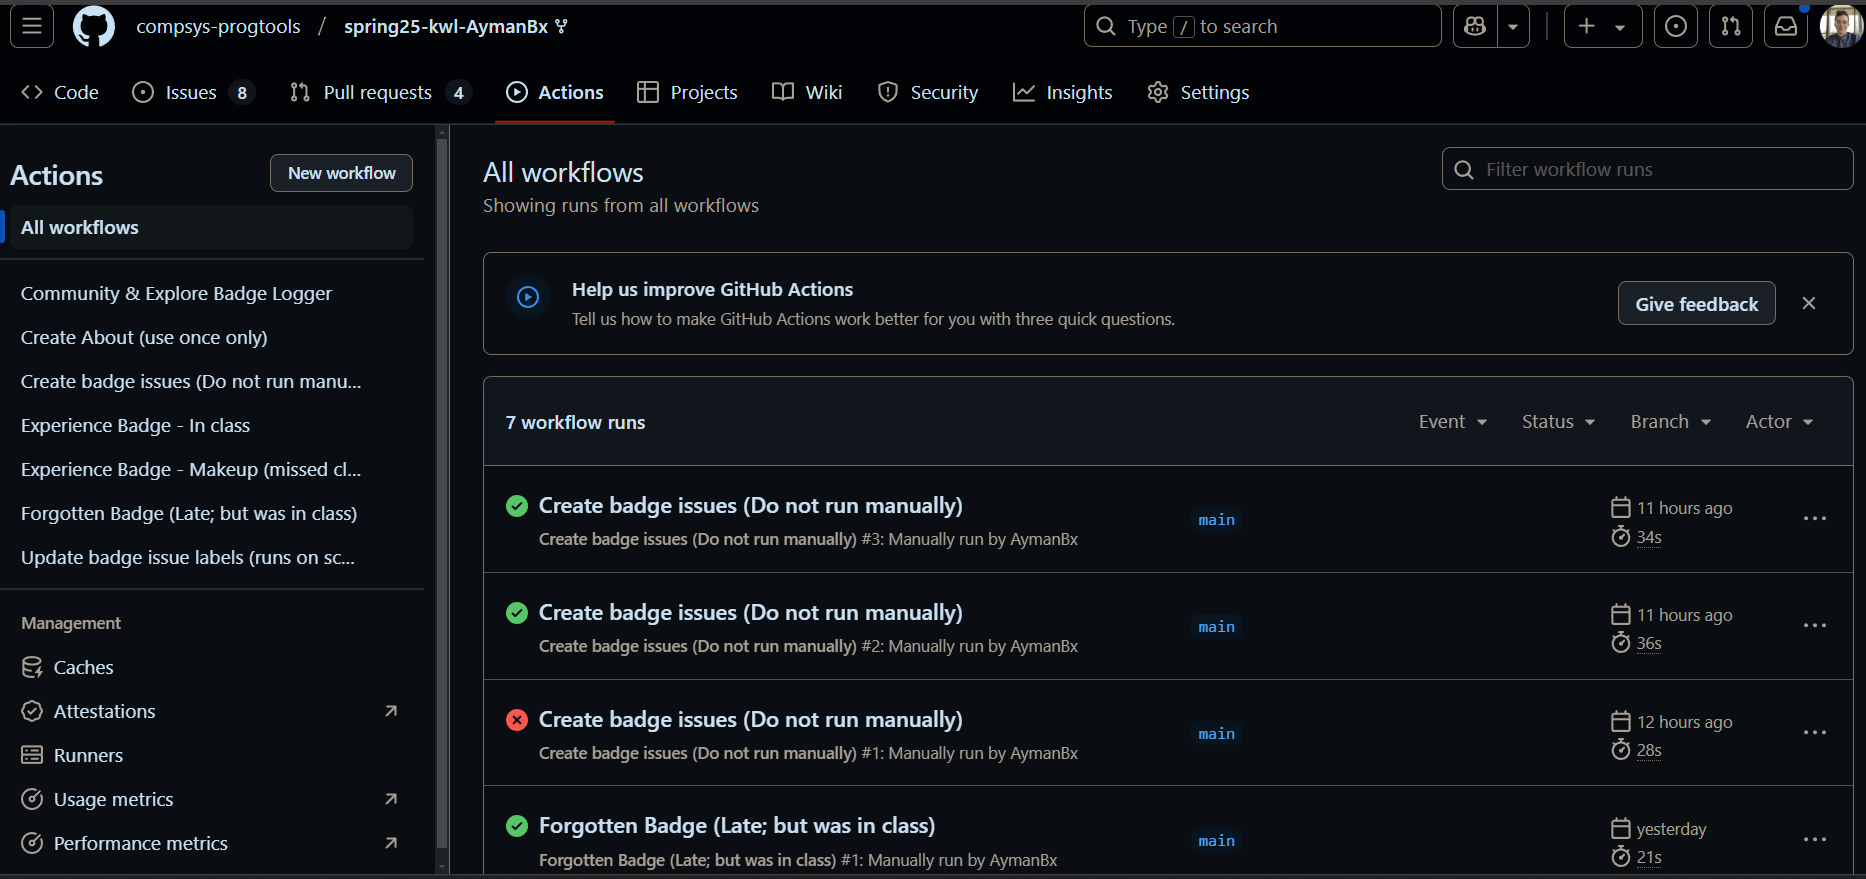 compsys-progtools / spring25-kwl-AymanBx
Type / to search
Code
Issues 8
Pull requests 4
Actions
Projects
Wiki
Security
Insights
Settings
Actions
New workflow
All workflows
Community & Explore Badge Logger
Create About (use once only)
Create badge issues (Do not run manu...
Experience Badge - In class
Experience Badge - Makeup (missed cl...
Forgotten Badge (Late; but was in class)
Update badge issue labels (runs on sc...
Management
Caches
Attestations
Runners
Usage metrics
Performance metrics
All workflows
Showing runs from all workflows
Filter workflow runs
Help us improve GitHub Actions
Tell us how to make GitHub Actions work better for you with three quick questions.
Give feedback
7 workflow runs
Event
Status
Branch
Actor
Create badge issues (Do not run manually)
Create badge issues (Do not run manually) #3: Manually run by AymanBx
main
11 hours ago
34s
Create badge issues (Do not run manually)
Create badge issues (Do not run manually) #2: Manually run by AymanBx
main
11 hours ago
36s
Create badge issues (Do not run manually)
Create badge issues (Do not run manually) #1: Manually run by AymanBx
main
12 hours ago
28s
Forgotten Badge (Late; but was in class)
Forgotten Badge (Late; but was in class) #1: Manually run by AymanBx
main
yesterday
21s